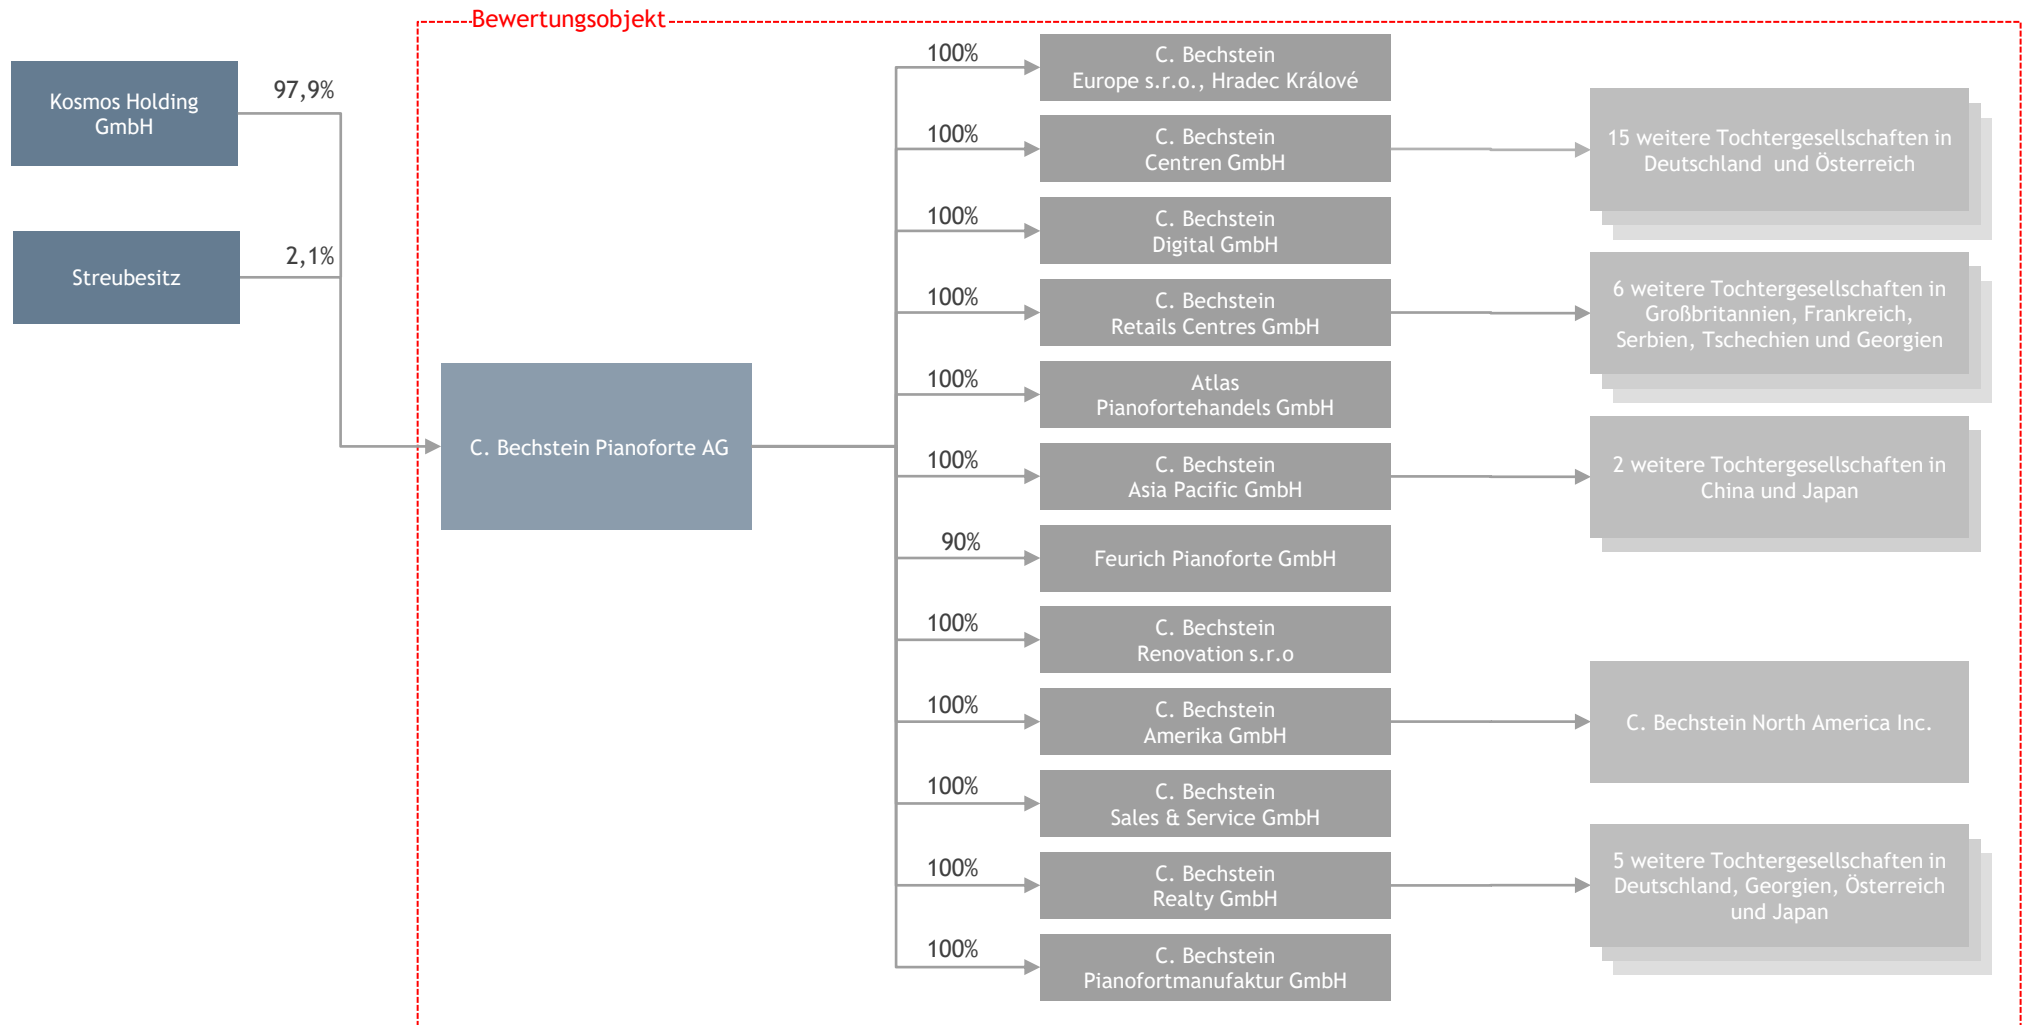 Bewertungsobjekt
Kosmos Holding
GmbH
97,9%
Streubesitz
2,1%
C. Bechstein Pianoforte AG
100%
C. Bechstein
Europe s.r.o., Hradec Králové
100%
C. Bechstein
Centren GmbH
15 weitere Tochtergesellschaften in
Deutschland und Österreich
100%
C. Bechstein
Digital GmbH
100%
C. Bechstein
Retails Centres GmbH
6 weitere Tochtergesellschaften in
Großbritannien, Frankreich,
Serbien, Tschechien und Georgien
100%
Atlas
Pianofortehandels GmbH
100%
C. Bechstein
Asia Pacific GmbH
2 weitere Tochtergesellschaften in
China und Japan
90%
Feurich Pianoforte GmbH
100%
C. Bechstein
Renovation s.r.o
100%
C. Bechstein
Amerika GmbH
C. Bechstein North America Inc.
100%
C. Bechstein
Sales & Service GmbH
100%
C. Bechstein
Realty GmbH
5 weitere Tochtergesellschaften in
Deutschland, Georgien, Österreich
und Japan
100%
C. Bechstein
Pianofortmanufaktur GmbH